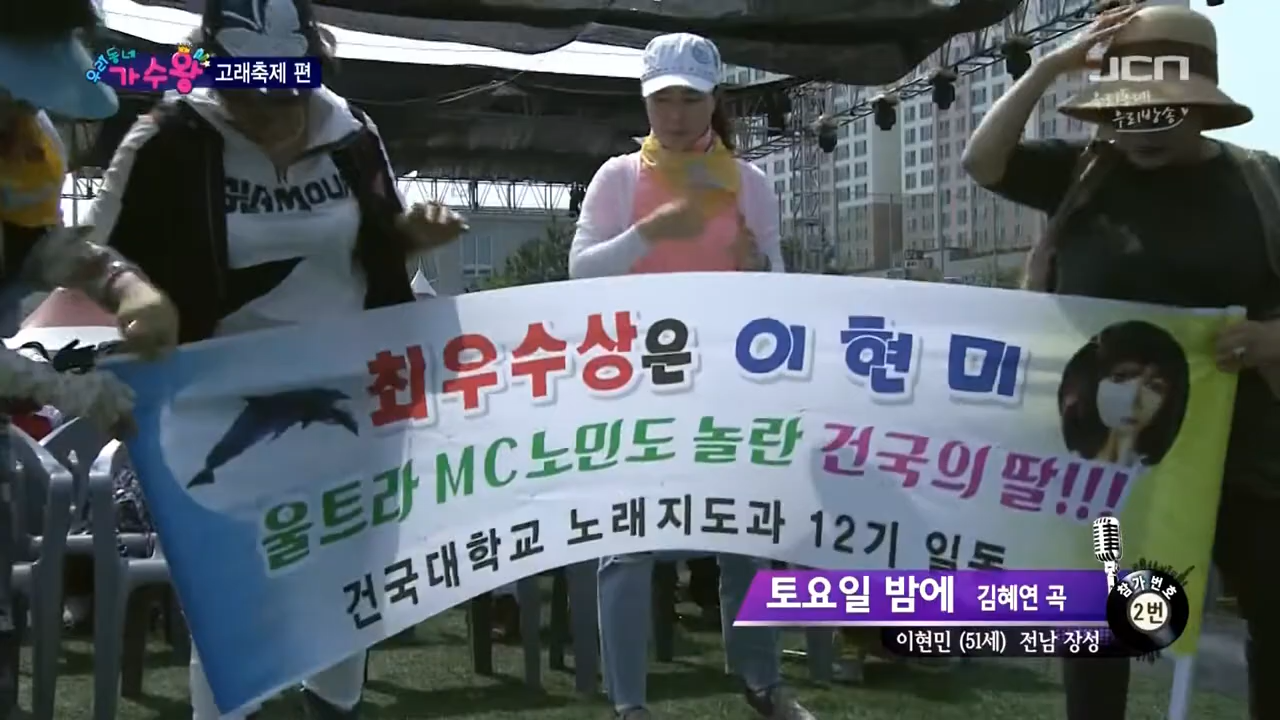 우리동네
가수왕 고래축제 편
JCN
우리동네
우리방송
GLAMOUR
최우수상은 이현미
울트라 MC노민도 놀란 건국의 딸!!!
건국대학교 노래지도과 12기 일동
토요일 밤에 김혜연 곡
참가번호
2번
이현민 (51세) 전남 장성